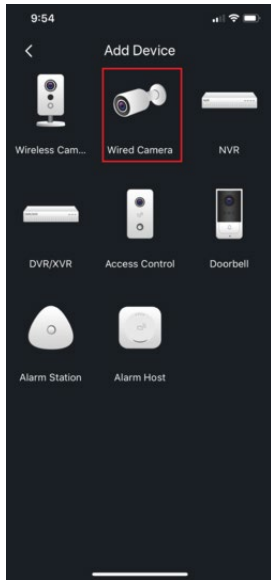 9:54
Add Device
Wireless Cam...
Wired Camera
NVR
DVR/XVR
Access Control
Doorbell
Alarm Station
Alarm Host